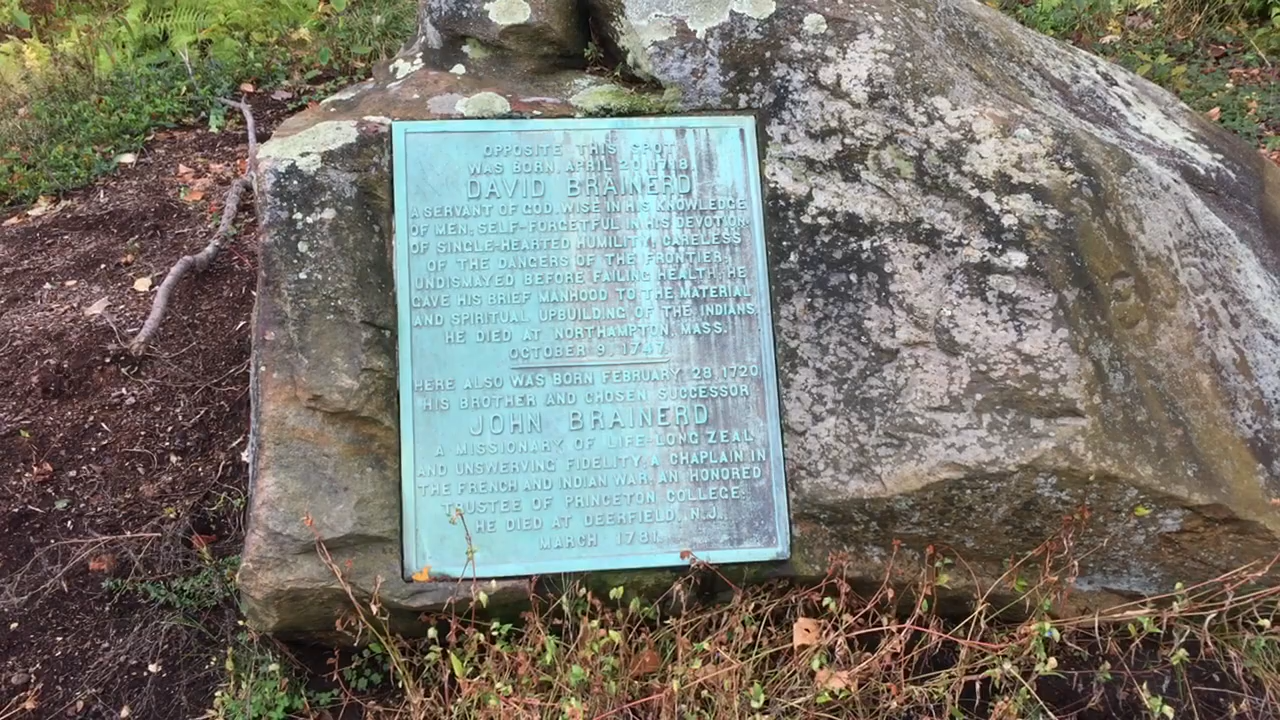 OPPOSITE THIS SPOT
WAS BORN, APRIL 20, 1718,
DAVID BRAINERD
A SERVANT OF GOD, WISE IN HIS KNOWLEDGE
OF MEN, SELF-FORGETFUL IN HIS DEVOTION,
OF SINGLE-HEARTED HUMILITY, CARELESS
OF THE DANGERS OF THE FRONTIER,
UNDISMAYED BEFORE FAILING HEALTH, HE
GAVE HIS BRIEF MANHOOD TO THE MATERIAL
AND SPIRITUAL UPBUILDING OF THE INDIANS
HE DIED AT NORTHAMPTON, MASS.
OCTOBER 9, 1747.
HERE ALSO WAS BORN FEBRUARY 28, 1720
HIS BROTHER AND CHOSEN SUCCESSOR
JOHN BRAINERD
A MISSIONARY OF LIFE-LONG ZEAL
AND UNSWERVING FIDELITY, A CHAPLAIN IN
THE FRENCH AND INDIAN WAR, AN HONORED
TRUSTEE OF PRINCETON COLLEGE;
HE DIED AT DEERFIELD, N.J.,
MARCH 1781.